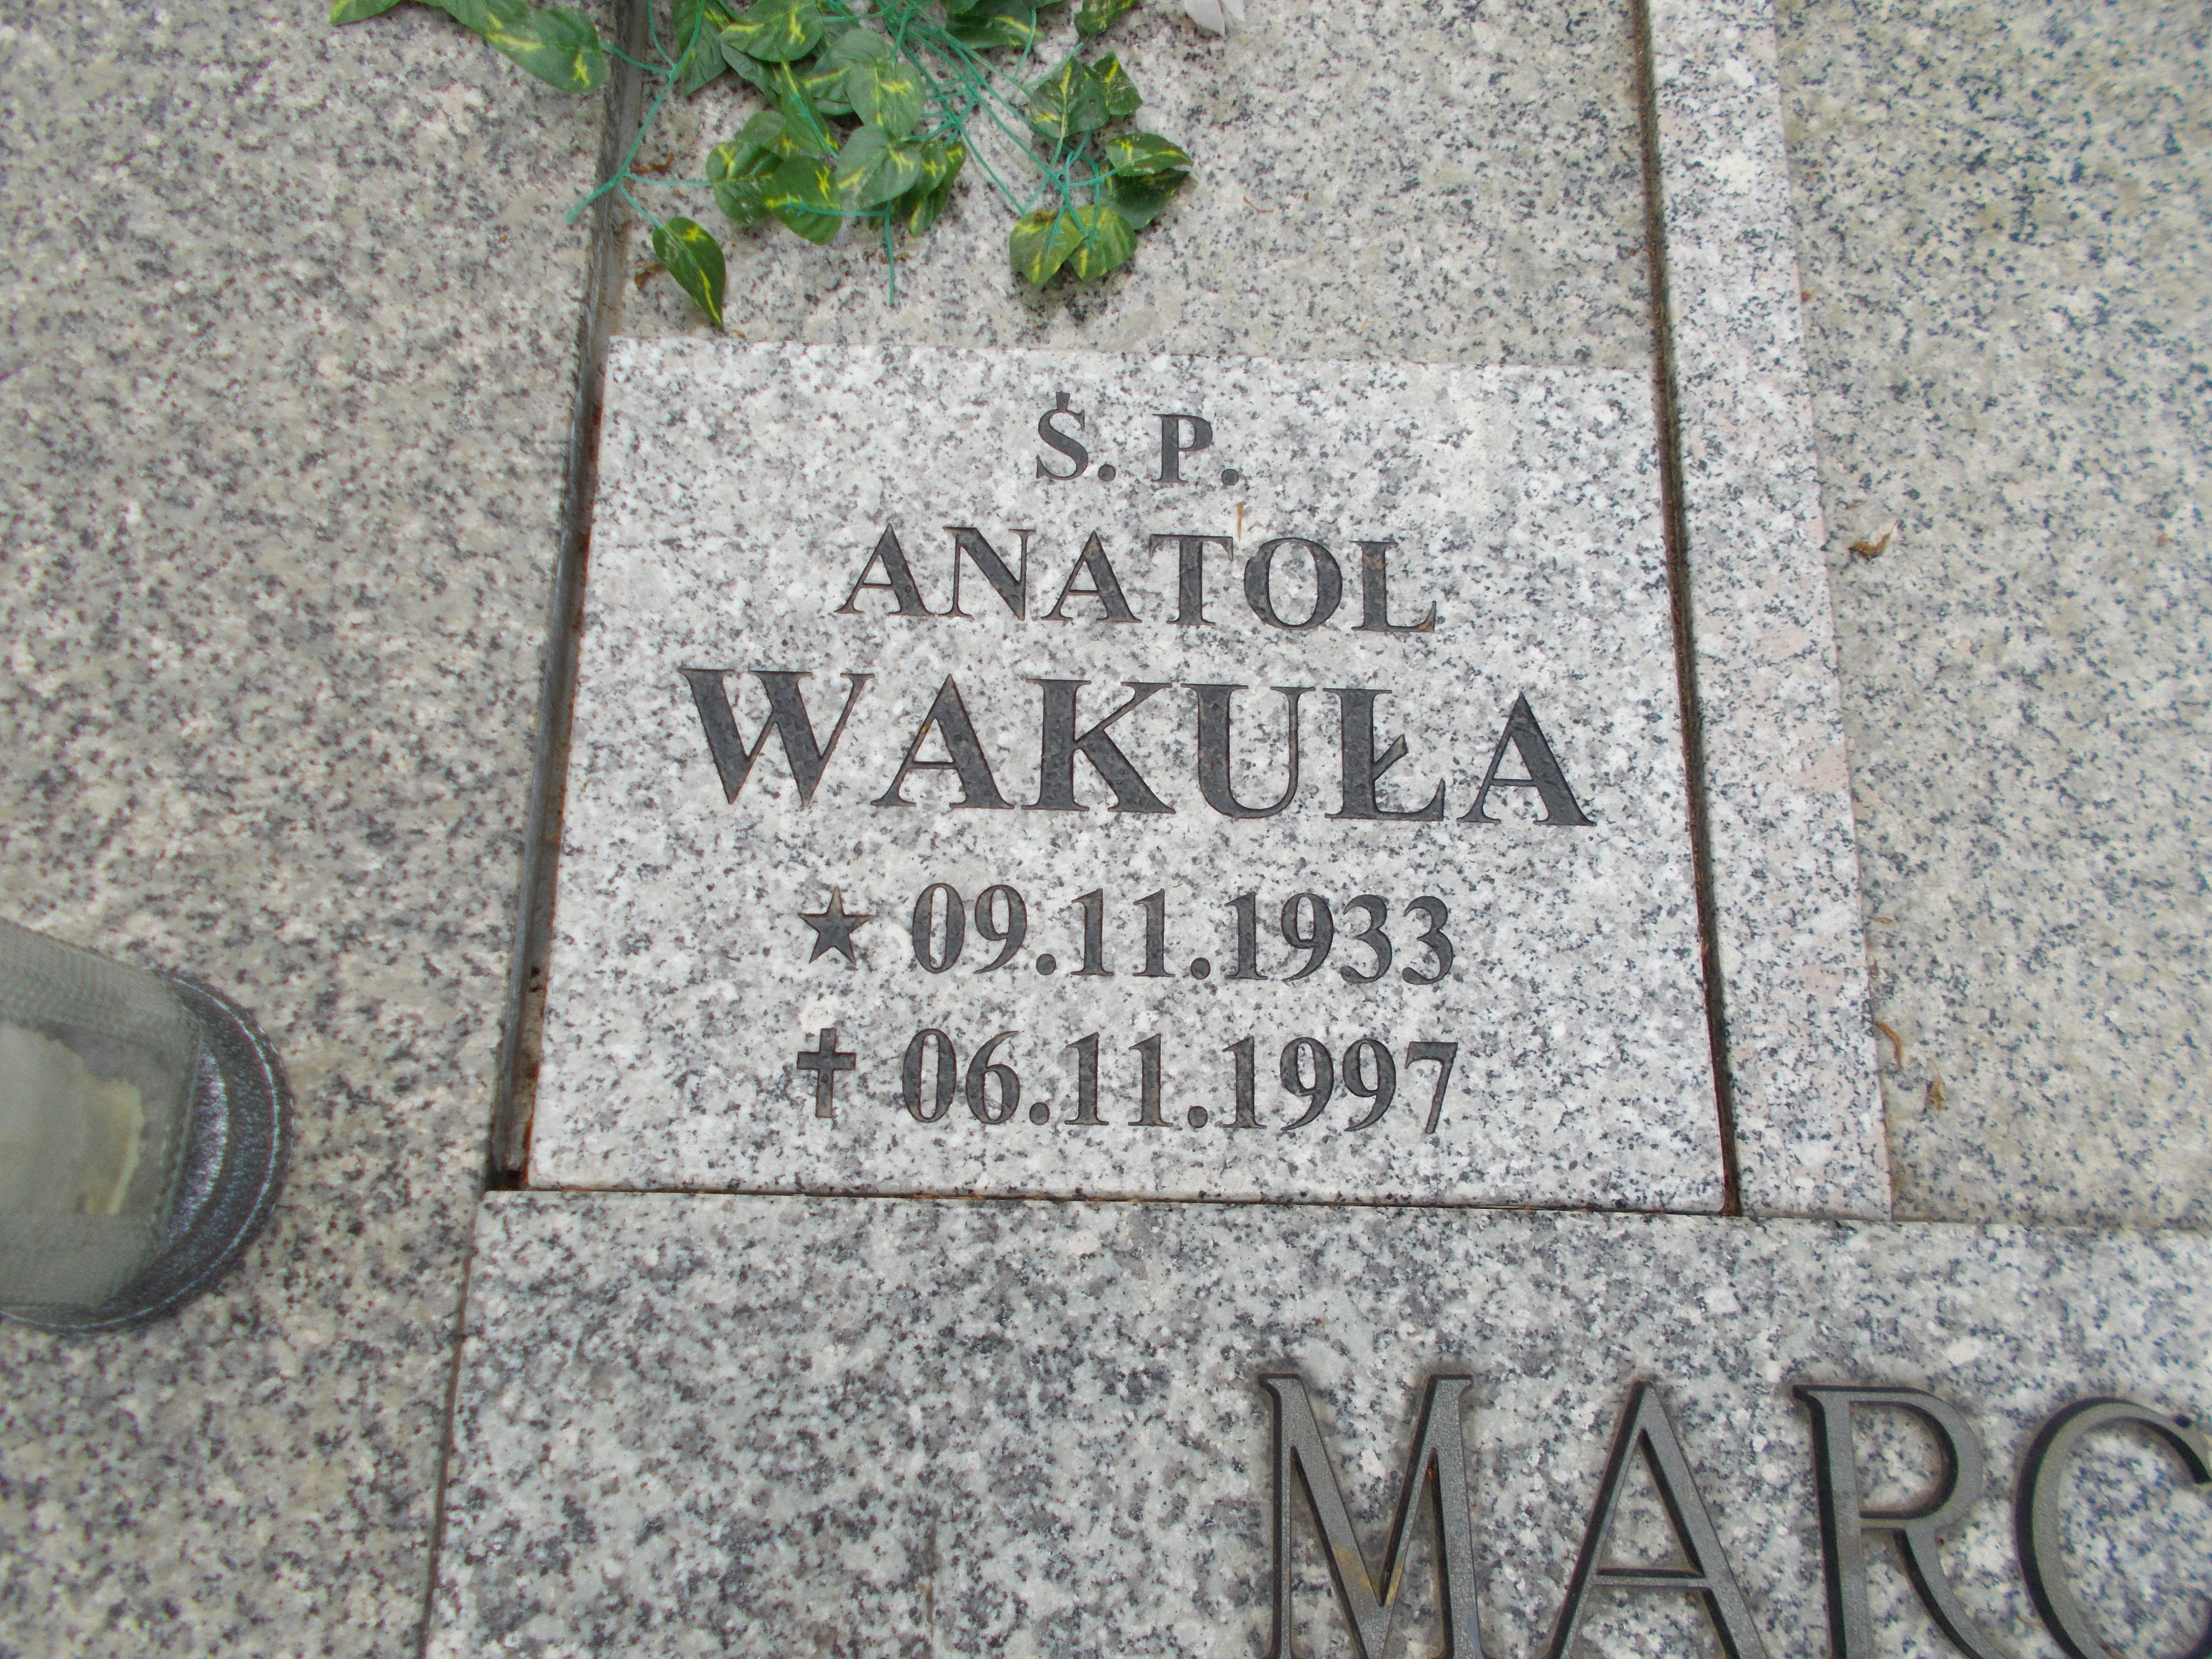 Ś. P.
ANATOL
WAKUŁA
★ 09.11.1933
✝ 06.11.1997
MARC